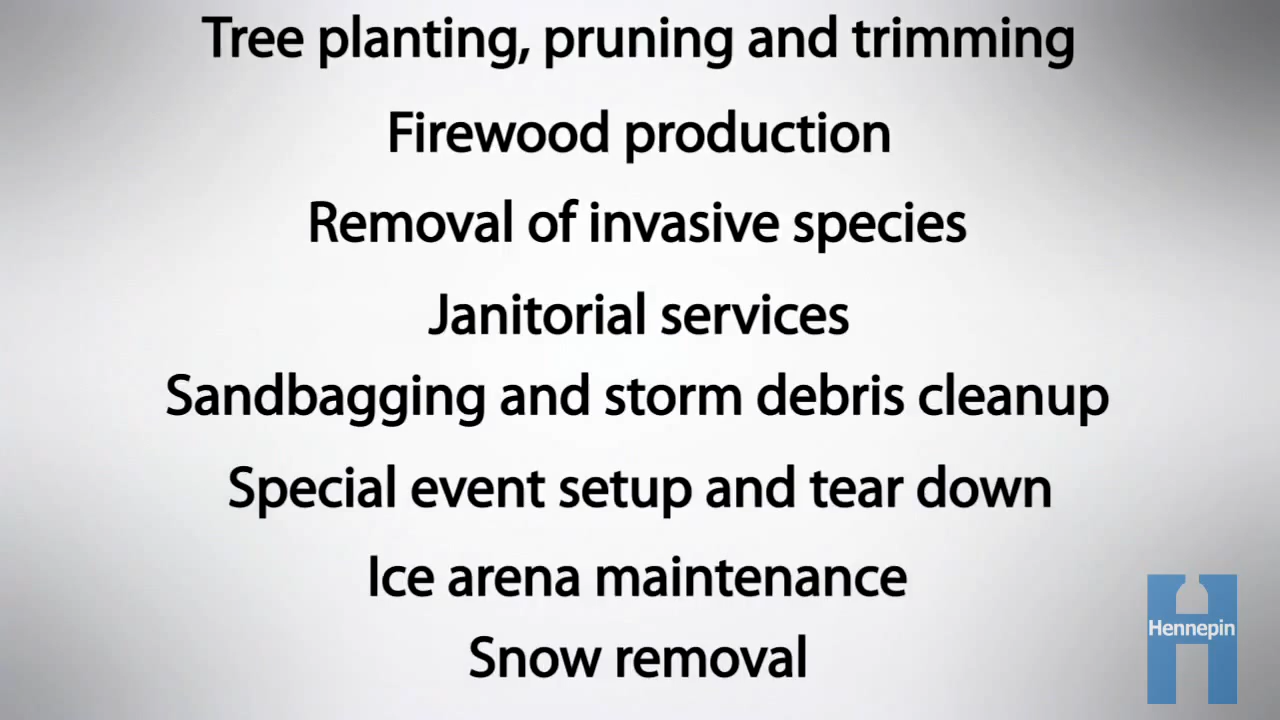 Tree planting, pruning and trimming
Firewood production
Removal of invasive species
Janitorial services
Sandbagging and storm debris cleanup
Special event setup and tear down
Ice arena maintenance
Snow removal
Hennepin